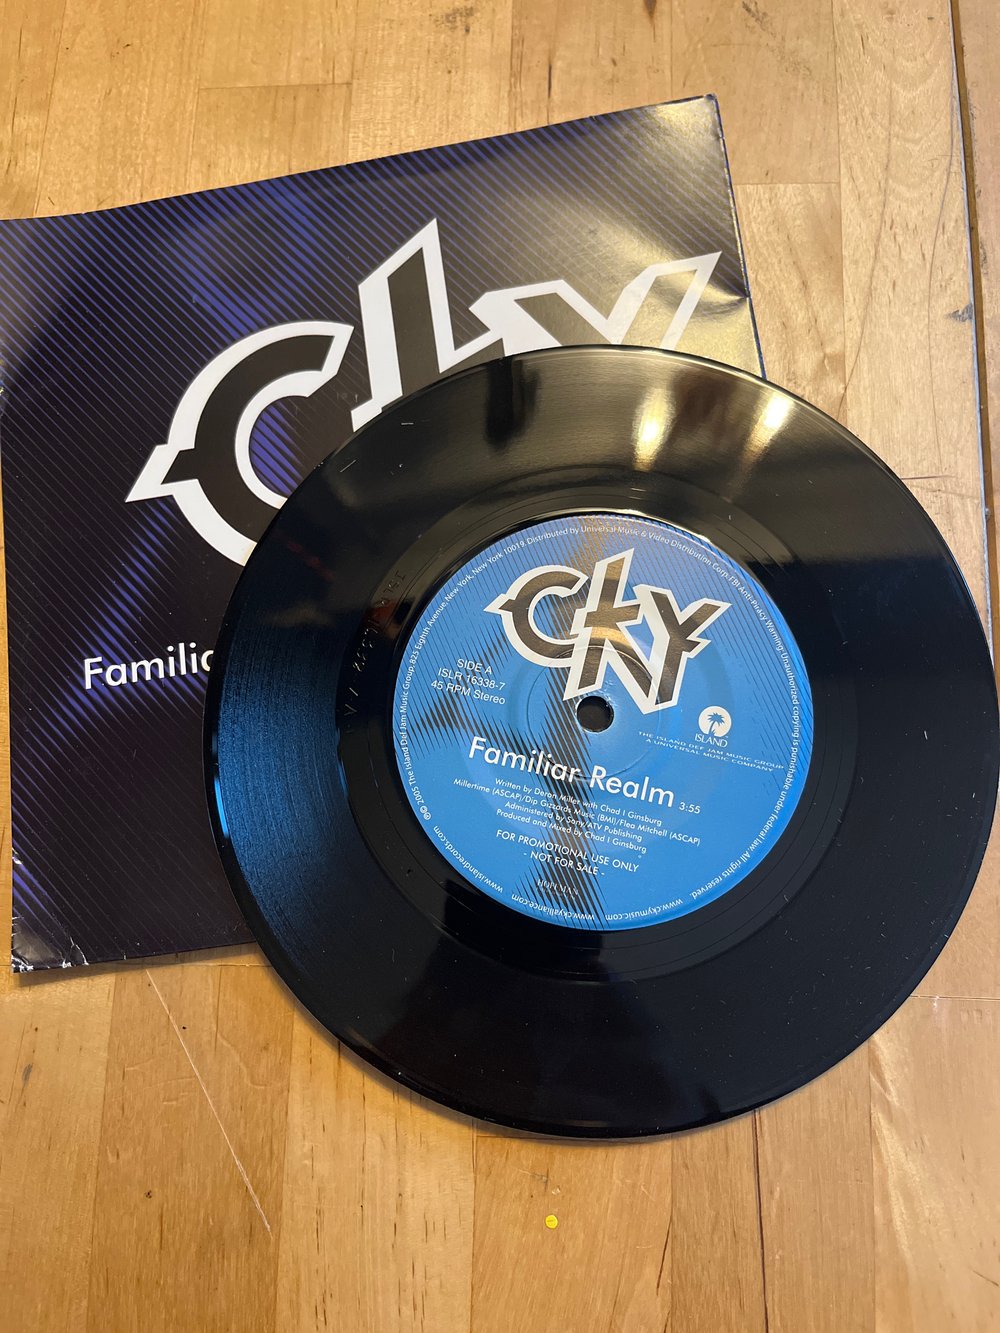 CKY
Familia
CKY
SIDE A
ISLR 16338-7
45 RPM Stereo
ISLAND
THE ISLAND DEF JAM MUSIC GROUP
A UNIVERSAL MUSIC COMPANY
Familiar Realm 3:55
Written by Deron Miller with Chad I Ginsburg
Millertime (ASCAP)/Dip Gizzards Music (BMI)/Flea Mitchell (ASCAP)
Administered by Sony/ATV Publishing
Produced and Mixed by Chad I Ginsburg
FOR PROMOTIONAL USE ONLY
- NOT FOR SALE -
HUFFMAN
℗© 2005 The Island Def Jam Music Group, 825 Eighth Avenue, New York, New York 10019. Distributed by Universal Music & Video Distribution Corp. FBI Anti-Piracy Warning: Unauthorized copying is punishable under federal law. All rights reserved.
www.islandrecords.com www.ckyalliance.com www.ckymusic.com